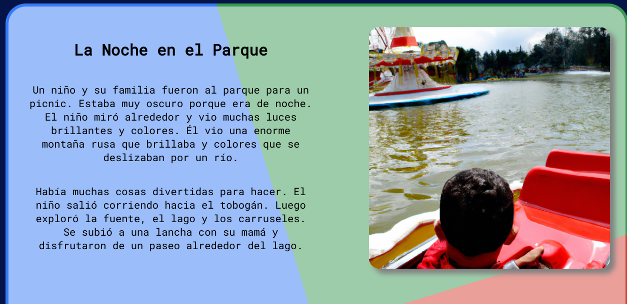 La Noche en el Parque
Un niño y su familia fueron al parque para un
picnic. Estaba muy oscuro porque era de noche.
El niño miró alrededor y vio muchas luces
brillantes y colores. Él vio una enorme
montaña rusa que brillaba y colores que se
deslizaban por un río.
Había muchas cosas divertidas para hacer. El
niño salió corriendo hacia el tobogán. Luego
exploró la fuente, el lago y los carruseles.
Se subió a una lancha con su mamá y
disfrutaron de un paseo alrededor del lago.